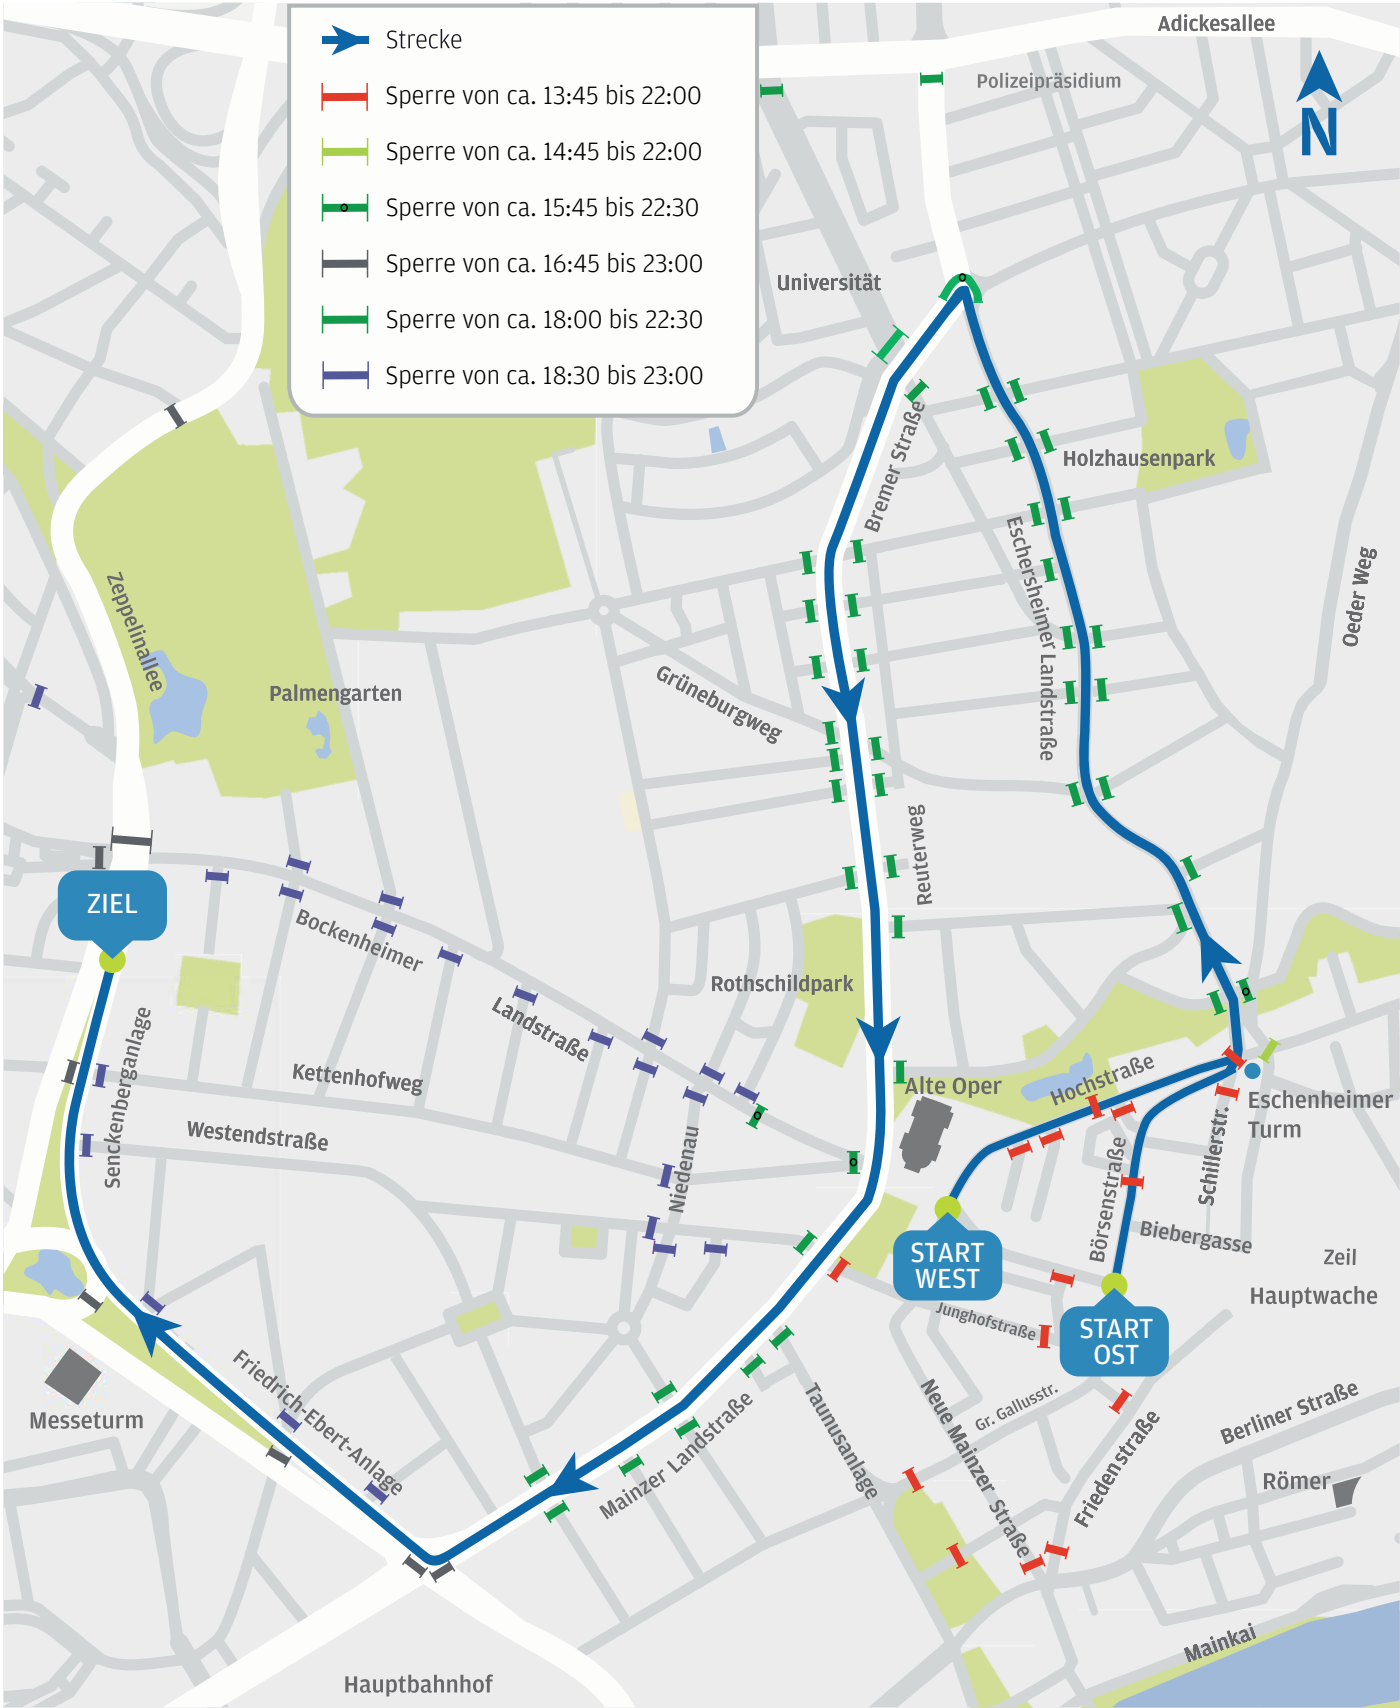 Strecke
Sperre von ca. 13:45 bis 22:00
Sperre von ca. 14:45 bis 22:00
Sperre von ca. 15:45 bis 22:30
Sperre von ca. 16:45 bis 23:00
Sperre von ca. 18:00 bis 22:30
Sperre von ca. 18:30 bis 23:00
Adickesallee
Polizeipräsidium
N
Universität
Bremer Straße
Holzhausenpark
Eschersheimer Landstraße
Oeder Weg
Zeppelinallee
Palmengarten
Grüneburgweg
Reuterweg
ZIEL
Bockenheimer
Landstraße
Rothschildpark
Senckenberganlage
Kettenhofweg
Westendstraße
Niedenau
Alte Oper
Hochstraße
Eschenheimer
Turm
Schillerstr.
Börsenstraße
Biebergasse
START
WEST
Zeil
Hauptwache
START
OST
Junghofstraße
Gr. Gallusstr.
Neue Mainzer Straße
Taunusanlage
Mainzer Landstraße
Friedrich-Ebert-Anlage
Messeturm
Friedenstraße
Berliner Straße
Römer
Mainkai
Hauptbahnhof